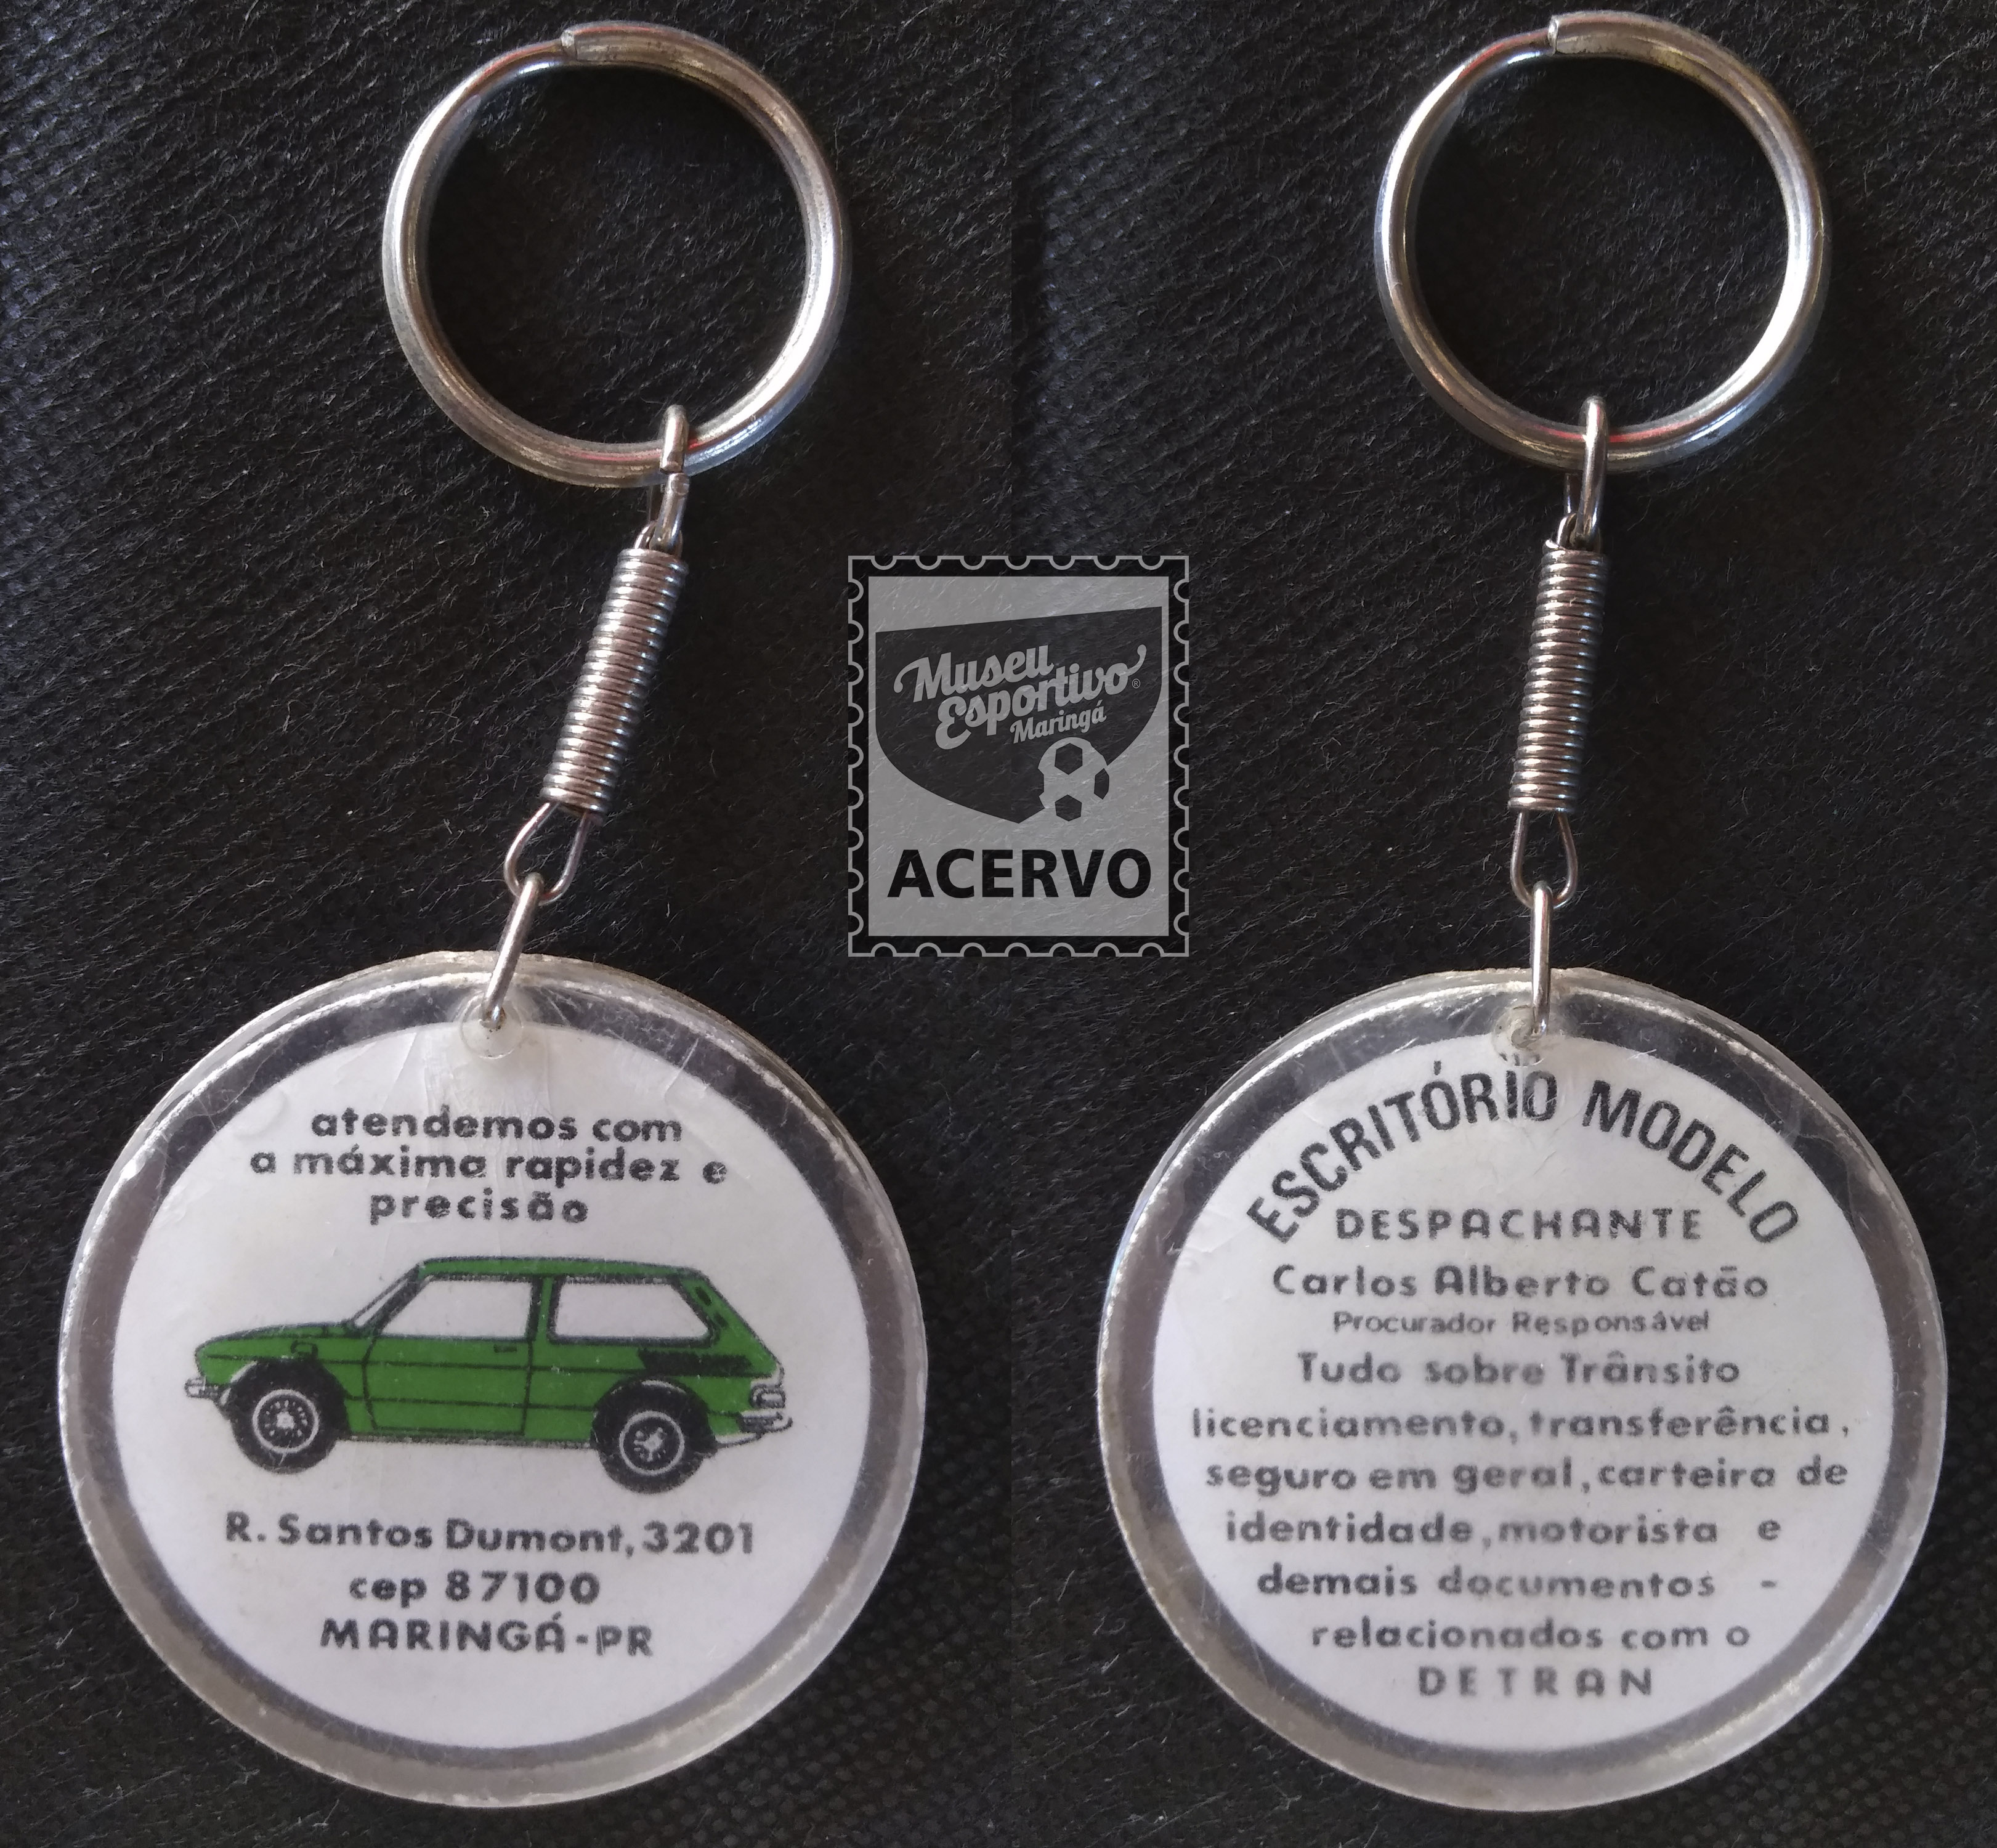 atendemos com
a máxima rapidez e
precisão
R. Santos Dumont, 3201
cep 87100
MARINGÁ-PR
Museu
Esportivo®
Maringá
ACERVO
ESCRITÓRIO MODELO
DESPACHANTE
Carlos Alberto Catão
Procurador Responsável
Tudo sobre Trânsito
licenciamento, transferência,
seguro em geral, carteira de
identidade, motorista e
demais documentos -
relacionados com o
DETRAN